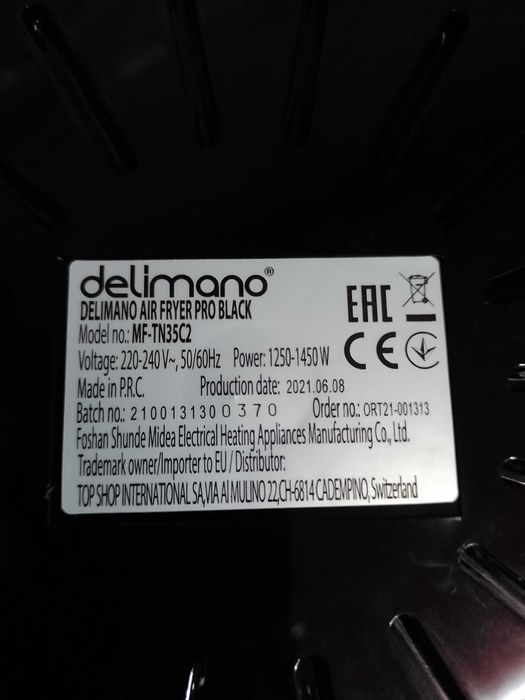 delimano®
DELIMANO AIR FRYER PRO BLACK
Model no.: MF-TN35C2
Voltage: 220-240 V~, 50/60Hz Power: 1250-1450 W
Made in P.R.C. Production date: 2021.06.08
Batch no.: 2100131300370 Order no.: ORT21-001313
Foshan Shunde Midea Electrical Heating Appliances Manufacturing Co., Ltd.
Trademark owner/Importer to EU / Distributor:
TOP SHOP INTERNATIONAL SA, VIA AI MULINO 22, CH-6814 CADEMPINO, Switzerland
EAC
CE